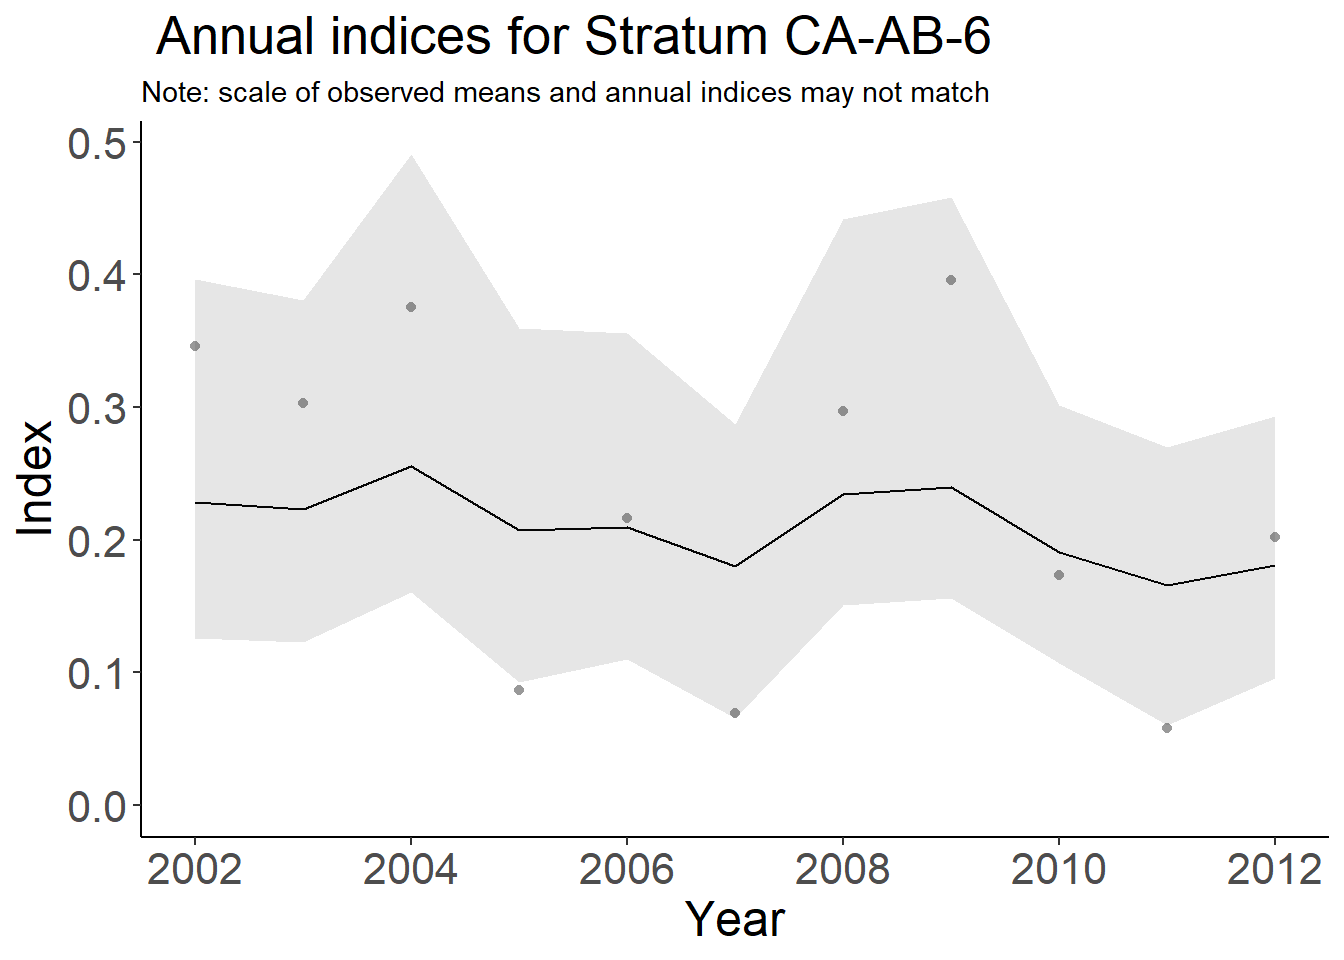 Annual indices for Stratum CA-AB-6
Note: scale of observed means and annual indices may not match
0.5
0.4
0.3
0.2
0.1
0.0
Index
2002 2004 2006 2008 2010 2012
Year